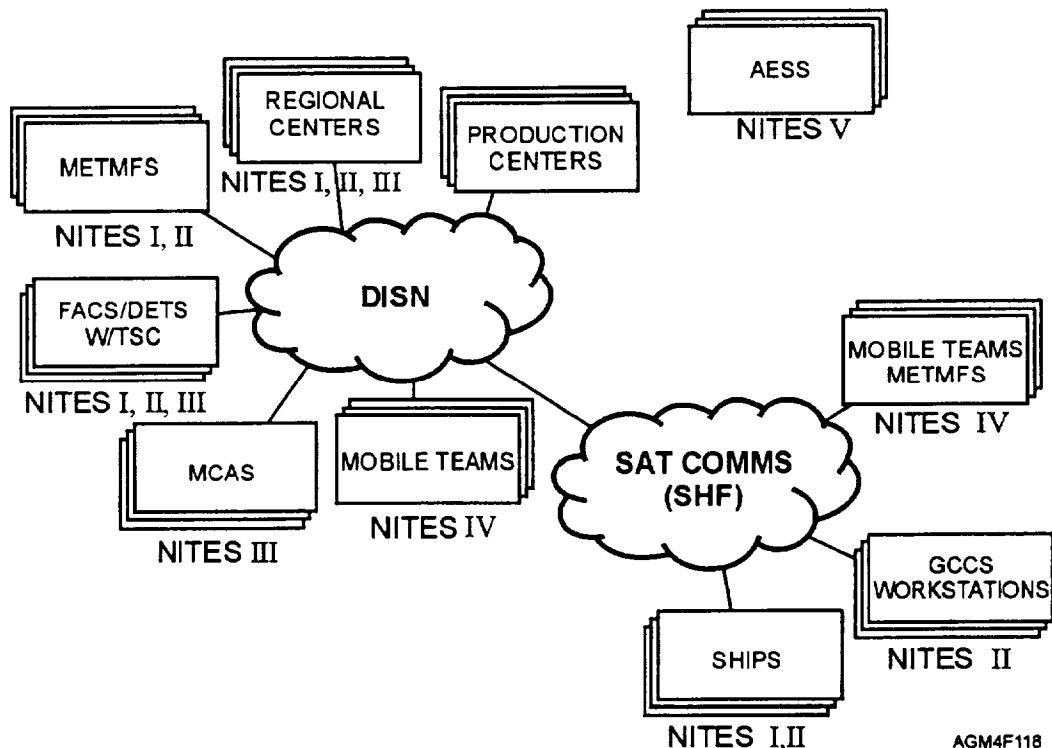 AESS
NITES V
REGIONAL
CENTERS
NITES I, II, III
PRODUCTION
CENTERS
METMFS
NITES I, II
DISN
FACS/DETS
W/TSC
NITES I, II, III
MOBILE TEAMS
METMFS
NITES IV
MCAS
NITES III
MOBILE TEAMS
NITES IV
SAT COMMS
(SHF)
GCCS
WORKSTATIONS
NITES II
SHIPS
NITES I,II
AGM4F118